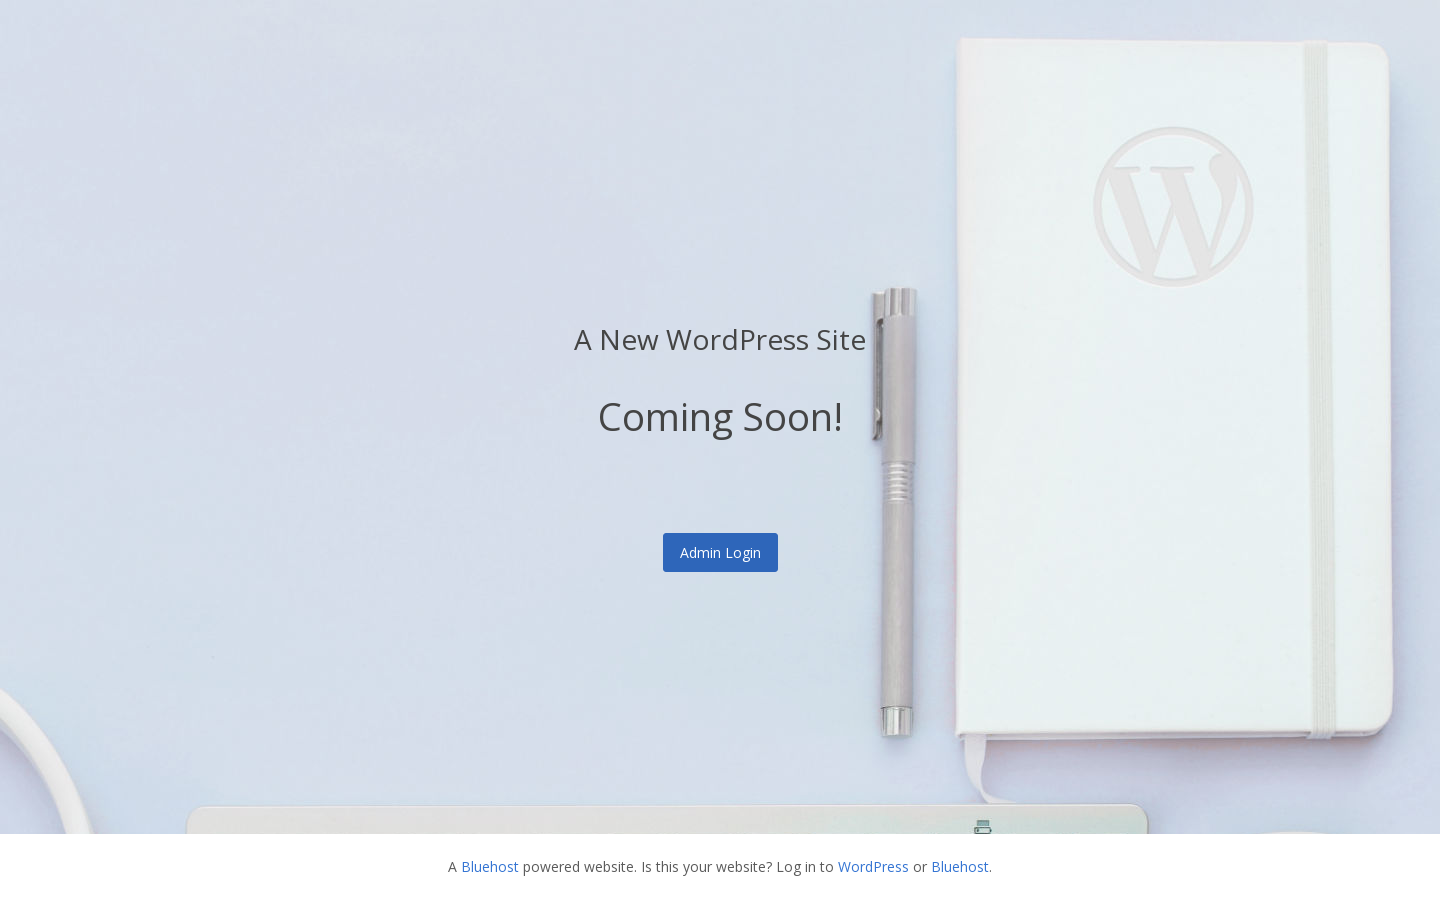 A New WordPress Site
Coming Soon!
Admin Login
A Bluehost powered website. Is this your website? Log in to WordPress or Bluehost.